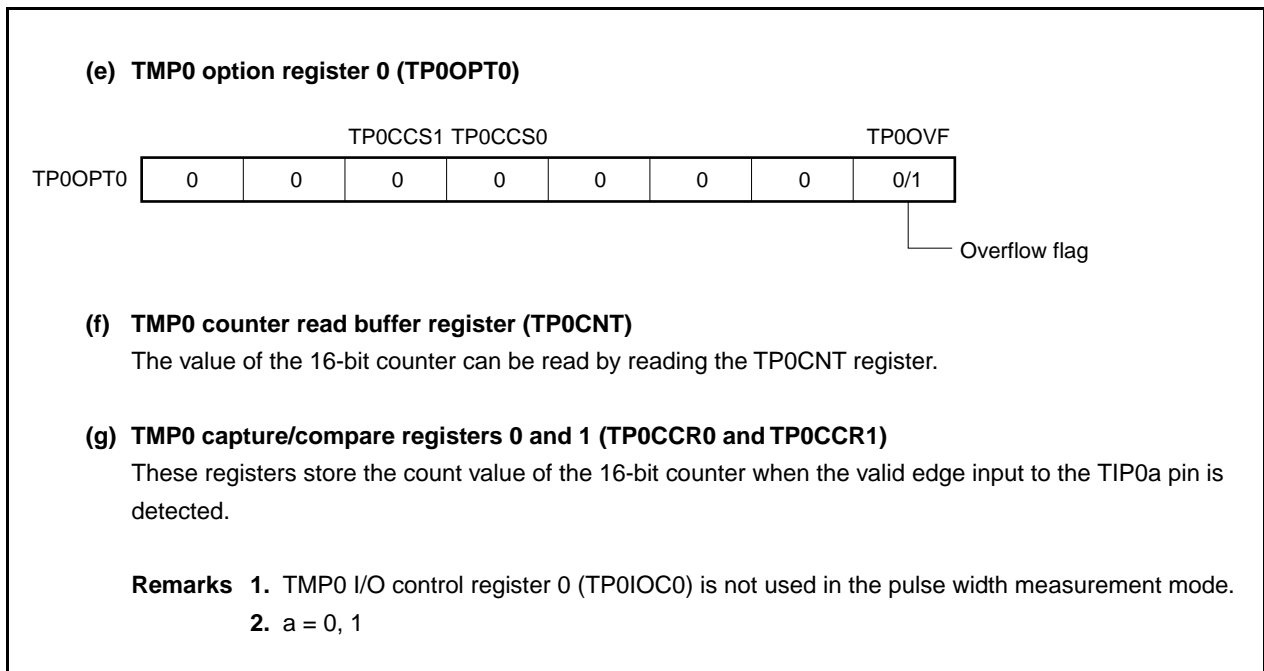 (e) TMP0 option register 0 (TP0OPT0)
TP0CCS1 TP0CCS0 TP0OVF
TP0OPT0 0 0 0 0 0 0 0 0/1
Overflow flag
(f) TMP0 counter read buffer register (TP0CNT)
The value of the 16-bit counter can be read by reading the TP0CNT register.
(g) TMP0 capture/compare registers 0 and 1 (TP0CCR0 and TP0CCR1)
These registers store the count value of the 16-bit counter when the valid edge input to the TIP0a pin is
detected.
Remarks 1. TMP0 I/O control register 0 (TP0IOC0) is not used in the pulse width measurement mode.
2. a = 0, 1